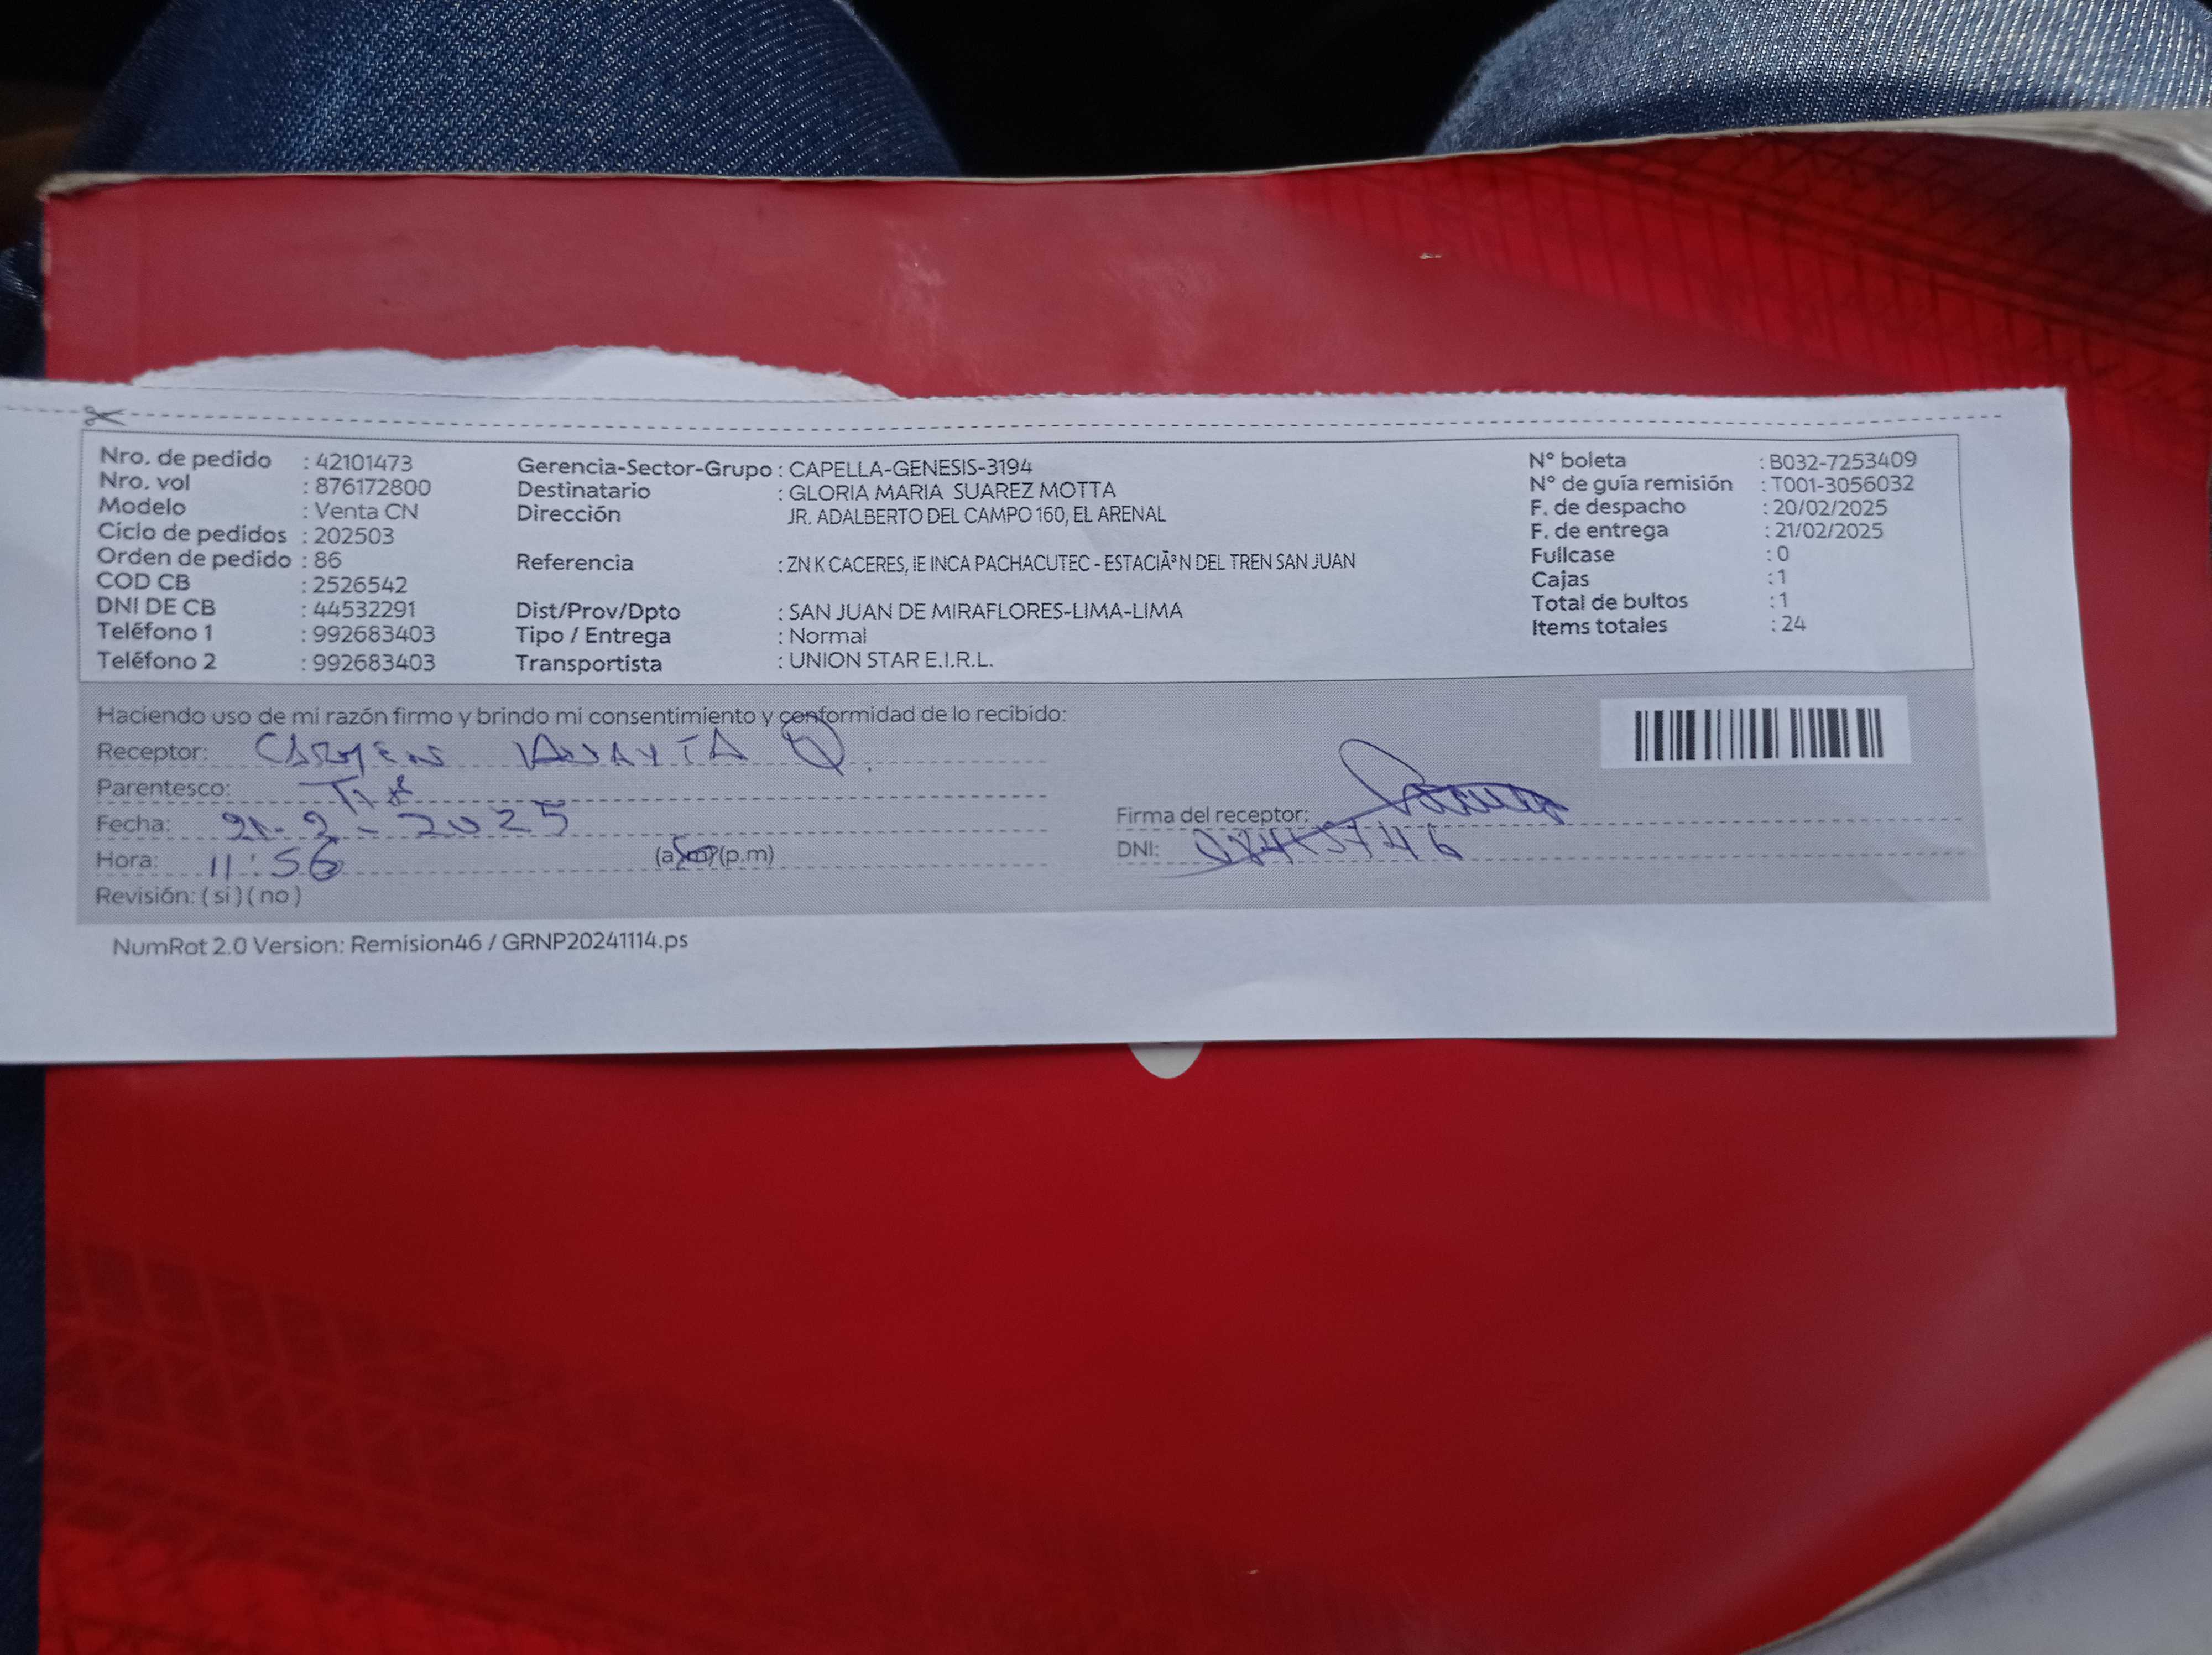 Nro. de pedido : 42101473
Nro. vol : 876172800
Modelo : Venta CN
Ciclo de pedidos : 202503
Orden de pedido : 86
COD CB : 2526542
DNI DE CB : 44532291
Teléfono 1 : 992683403
Teléfono 2 : 992683403
Gerencia-Sector-Grupo : CAPELLA-GENESIS-3194
Destinatario : GLORIA MARIA SUAREZ MOTTA
Dirección JR. ADALBERTO DEL CAMPO 160, EL ARENAL
Referencia : ZN K CACERES, IE INCA PACHACUTEC - ESTACIÃ³N DEL TREN SAN JUAN
Dist/Prov/Dpto : SAN JUAN DE MIRAFLORES-LIMA-LIMA
Tipo / Entrega : Normal
Transportista : UNION STAR E.I.R.L.
N° boleta : B032-7253409
N° de guía remisión : T001-3056032
F. de despacho : 20/02/2025
F. de entrega : 21/02/2025
Fullcase : 0
Cajas : 1
Total de bultos : 1
Items totales : 24
Haciendo uso de mi razón firmo y brindo mi consentimiento y conformidad de lo recibido:
Receptor: CARMEN Q.
Parentesco: Tía
Fecha: 21-2-2025
Hora: 11:56 (a.m) (p.m)
Revisión: ( si ) ( no )
Firma del receptor:
DNI:
NumRot 2.0 Version: Remision46 / GRNP20241114.ps